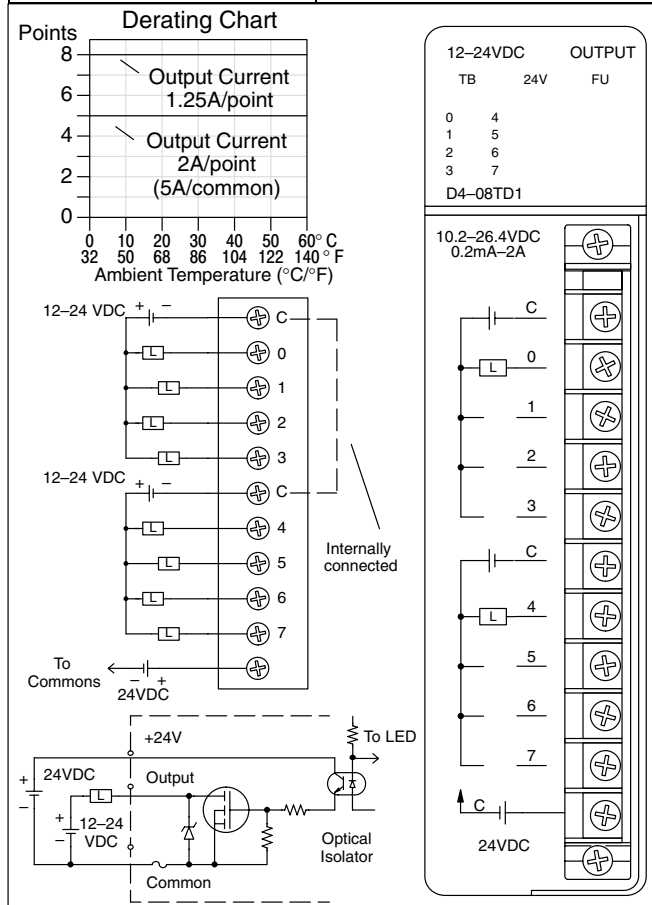 Derating Chart
Points
8
6
4
2
0
Output Current
1.25A/point
Output Current
2A/point
(5A/common)
0 10 20 30 40 50 60° C
32 50 68 86 104 122 140 ° F
Ambient Temperature (°C/°F)
12–24 VDC + –
C
L 0
L 1
L 2
L 3
12–24 VDC + –
C
L 4
L 5
L 6
L 7
Internally
connected
To
Commons
– +
24VDC
+24V
To LED
+ 24VDC –
Output
L
+ 12–24 –
VDC
Optical
Isolator
Common
12–24VDC OUTPUT
TB 24V FU
0 4
1 5
2 6
3 7
D4–08TD1
10.2–26.4VDC
0.2mA–2A
C
L 0
1
2
3
C
L 4
5
6
7
C
24VDC